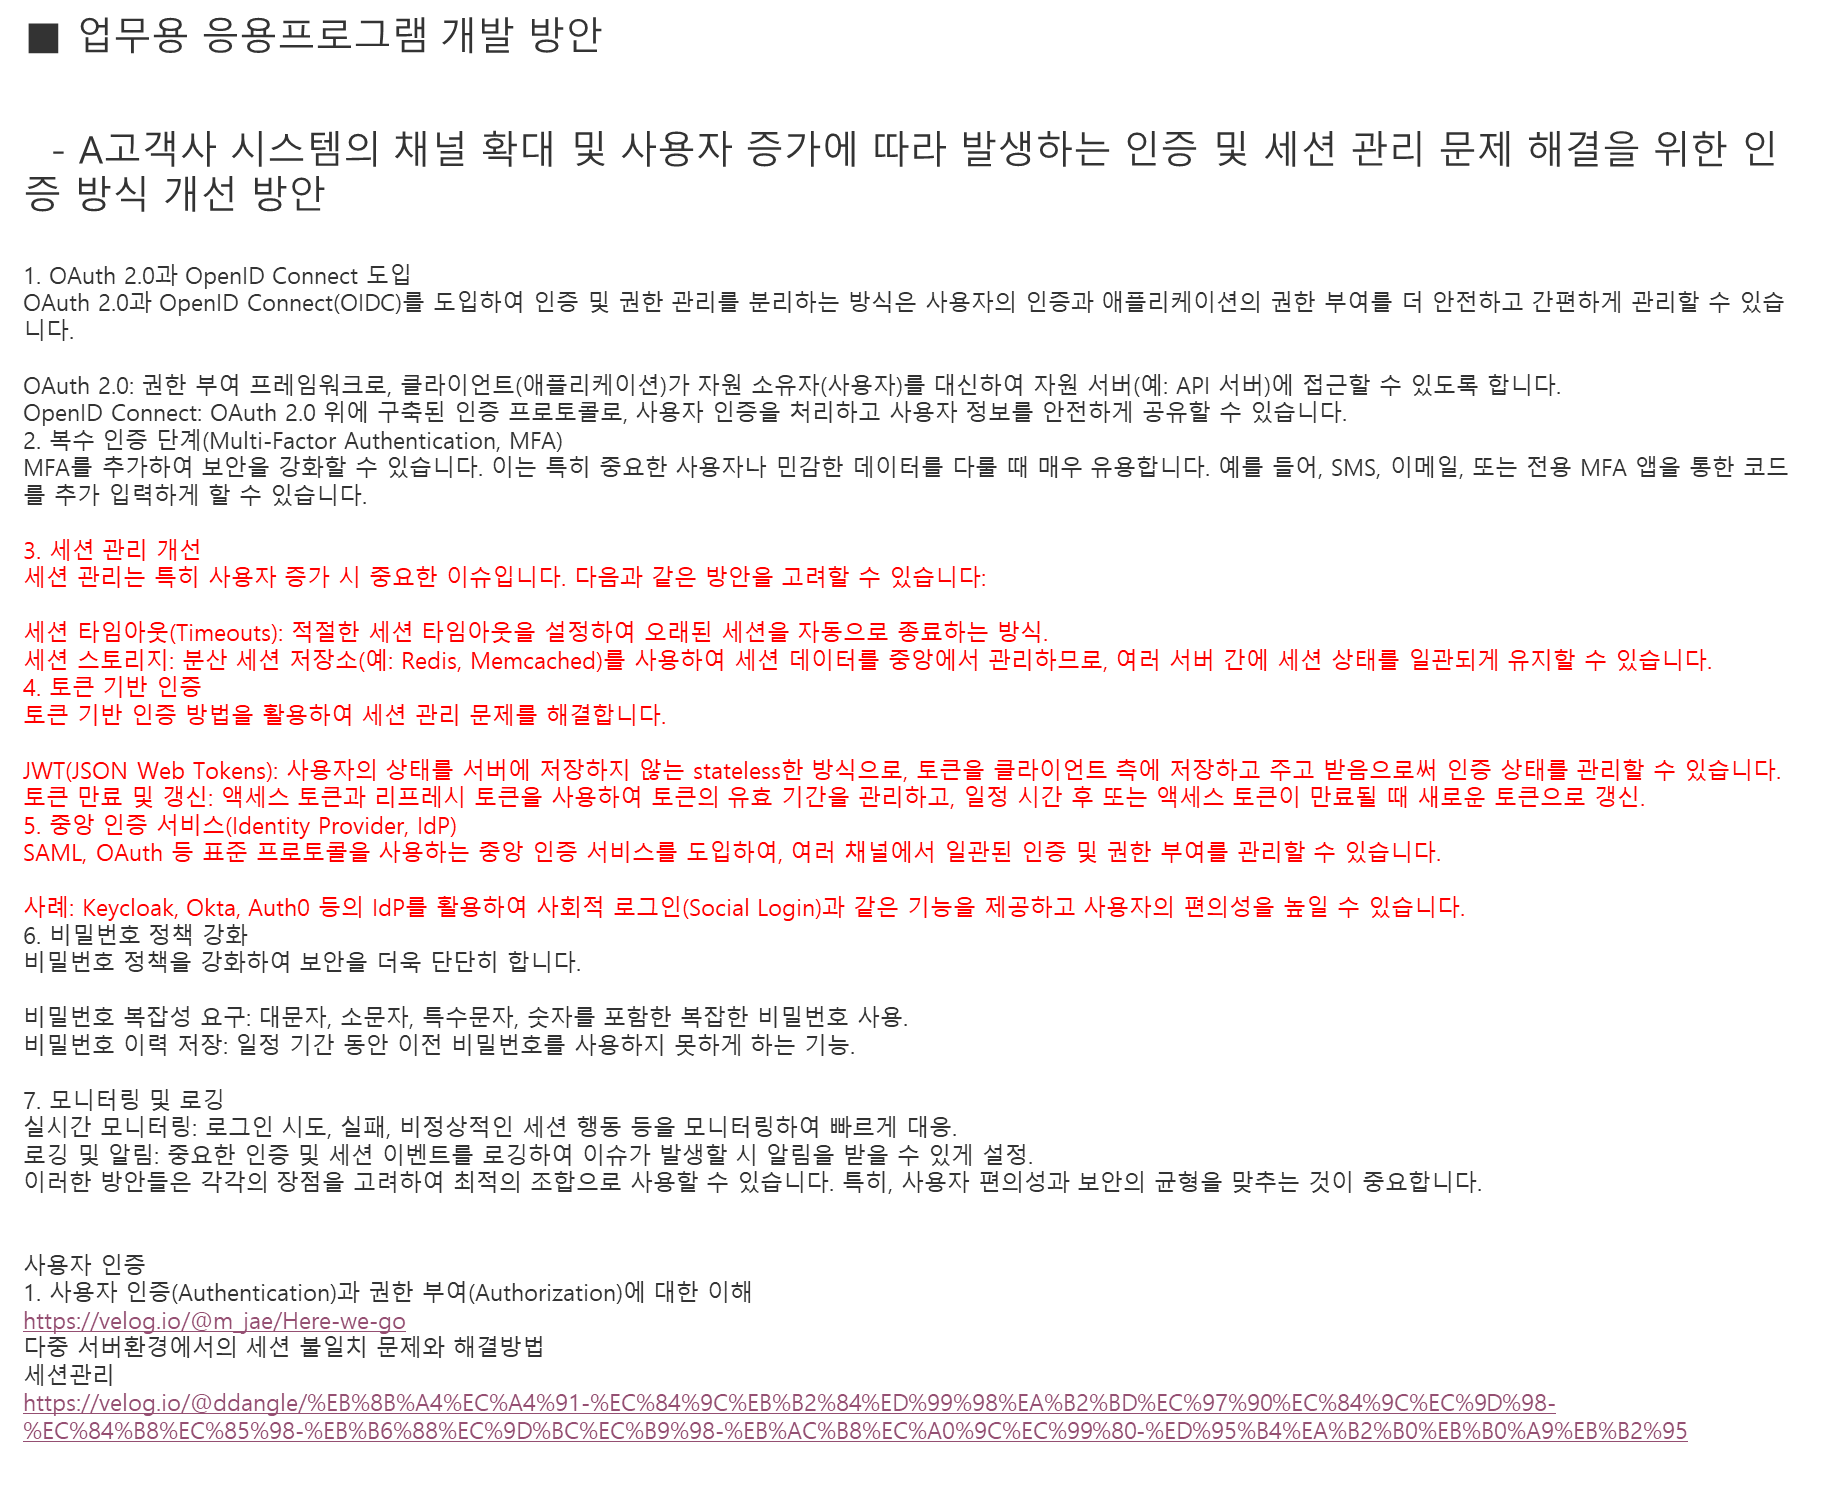 ■ 업무용 응용프로그램 개발 방안
- A고객사 시스템의 채널 확대 및 사용자 증가에 따라 발생하는 인증 및 세션 관리 문제 해결을 위한 인
증 방식 개선 방안
1. OAuth 2.0과 OpenID Connect 도입
OAuth 2.0과 OpenID Connect(OIDC)를 도입하여 인증 및 권한 관리를 분리하는 방식은 사용자의 인증과 애플리케이션의 권한 부여를 더 안전하고 간편하게 관리할 수 있습
니다.
OAuth 2.0: 권한 부여 프레임워크로, 클라이언트(애플리케이션)가 자원 소유자(사용자)를 대신하여 자원 서버(예: API 서버)에 접근할 수 있도록 합니다.
OpenID Connect: OAuth 2.0 위에 구축된 인증 프로토콜로, 사용자 인증을 처리하고 사용자 정보를 안전하게 공유할 수 있습니다.
2. 복수 인증 단계(Multi-Factor Authentication, MFA)
MFA를 추가하여 보안을 강화할 수 있습니다. 이는 특히 중요한 사용자나 민감한 데이터를 다룰 때 매우 유용합니다. 예를 들어, SMS, 이메일, 또는 전용 MFA 앱을 통한 코드
를 추가 입력하게 할 수 있습니다.
3. 세션 관리 개선
세션 관리는 특히 사용자 증가 시 중요한 이슈입니다. 다음과 같은 방안을 고려할 수 있습니다:
세션 타임아웃(Timeouts): 적절한 세션 타임아웃을 설정하여 오래된 세션을 자동으로 종료하는 방식.
세션 스토리지: 분산 세션 저장소(예: Redis, Memcached)를 사용하여 세션 데이터를 중앙에서 관리하므로, 여러 서버 간에 세션 상태를 일관되게 유지할 수 있습니다.
4. 토큰 기반 인증
토큰 기반 인증 방법을 활용하여 세션 관리 문제를 해결합니다.
JWT(JSON Web Tokens): 사용자의 상태를 서버에 저장하지 않는 stateless한 방식으로, 토큰을 클라이언트 측에 저장하고 주고 받음으로써 인증 상태를 관리할 수 있습니다.
토큰 만료 및 갱신: 액세스 토큰과 리프레시 토큰을 사용하여 토큰의 유효 기간을 관리하고, 일정 시간 후 또는 액세스 토큰이 만료될 때 새로운 토큰으로 갱신.
5. 중앙 인증 서비스(Identity Provider, IdP)
SAML, OAuth 등 표준 프로토콜을 사용하는 중앙 인증 서비스를 도입하여, 여러 채널에서 일관된 인증 및 권한 부여를 관리할 수 있습니다.
사례: Keycloak, Okta, Auth0 등의 IdP를 활용하여 사회적 로그인(Social Login)과 같은 기능을 제공하고 사용자의 편의성을 높일 수 있습니다.
6. 비밀번호 정책 강화
비밀번호 정책을 강화하여 보안을 더욱 단단히 합니다.
비밀번호 복잡성 요구: 대문자, 소문자, 특수문자, 숫자를 포함한 복잡한 비밀번호 사용.
비밀번호 이력 저장: 일정 기간 동안 이전 비밀번호를 사용하지 못하게 하는 기능.
7. 모니터링 및 로깅
실시간 모니터링: 로그인 시도, 실패, 비정상적인 세션 행동 등을 모니터링하여 빠르게 대응.
로깅 및 알림: 중요한 인증 및 세션 이벤트를 로깅하여 이슈가 발생할 시 알림을 받을 수 있게 설정.
이러한 방안들은 각각의 장점을 고려하여 최적의 조합으로 사용할 수 있습니다. 특히, 사용자 편의성과 보안의 균형을 맞추는 것이 중요합니다.
사용자 인증
1. 사용자 인증(Authentication)과 권한 부여(Authorization)에 대한 이해
https://velog.io/@m_jae/Here-we-go
다중 서버환경에서의 세션 불일치 문제와 해결방법
세션관리
https://velog.io/@ddangle/%EB%8B%A4%EC%A4%91-%EC%84%9C%EB%B2%84%ED%99%98%EA%B2%BD%EC%97%90%EC%84%9C%EC%9D%98-
%EC%84%B8%EC%85%98-%EB%B6%88%EC%9D%BC%EC%B9%98-%EB%AC%B8%EC%A0%9C%EC%99%80-%ED%95%B4%EA%B2%B0%EB%B0%A9%EB%B2%95